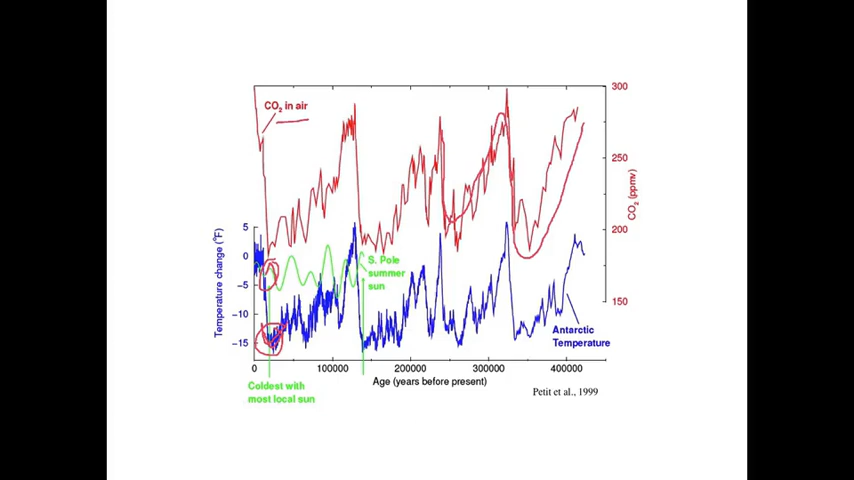 300
CO2 in air
250
CO2 (ppmv)
200
150
5
0
−5
−10
−15
Temperature change (°F)
S. Pole
summer
sun
Antarctic
Temperature
0
100000
200000
300000
400000
Age (years before present)
Coldest with
most local sun
Petit et al., 1999